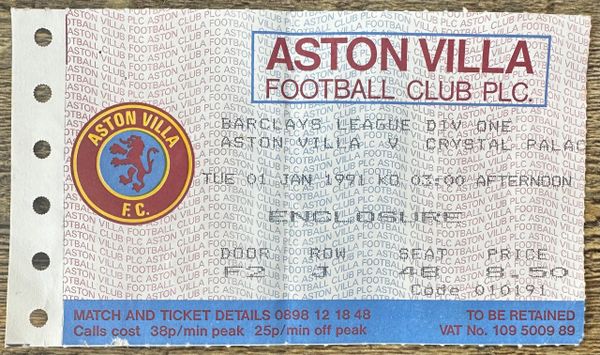 ASTON VILLA
FOOTBALL CLUB PLC.
ASTON VILLA
F.C.
BARCLAYS LEAGUE DIV ONE
ASTON VILLA V CRYSTAL PALAC
TUE 01 JAN 1991 KO 03:00 AFTERNOON
ENCLOSURE
DOOR ROW SEAT PRICE
F2 J 48 8.50
Code 010191
MATCH AND TICKET DETAILS 0898 12 18 48
Calls cost 38p/min peak 25p/min off peak
TO BE RETAINED
VAT No. 109 5009 89